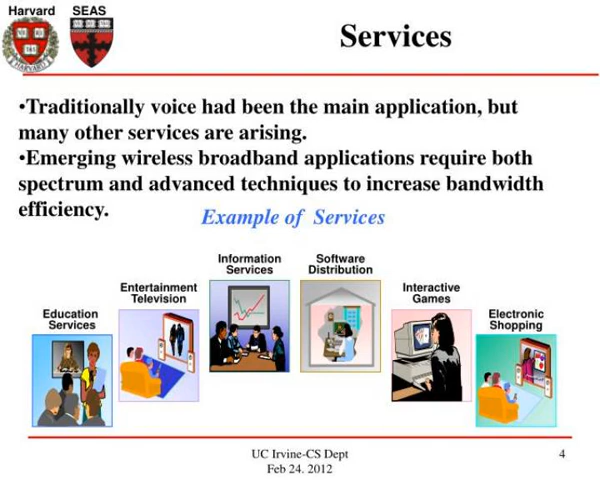 Harvard SEAS
Services
•Traditionally voice had been the main application, but
many other services are arising.
•Emerging wireless broadband applications require both
spectrum and advanced techniques to increase bandwidth
efficiency.
Example of Services
Education
Services
Entertainment
Television
Information
Services
Software
Distribution
Interactive
Games
Electronic
Shopping
UC Irvine-CS Dept
Feb 24. 2012
4